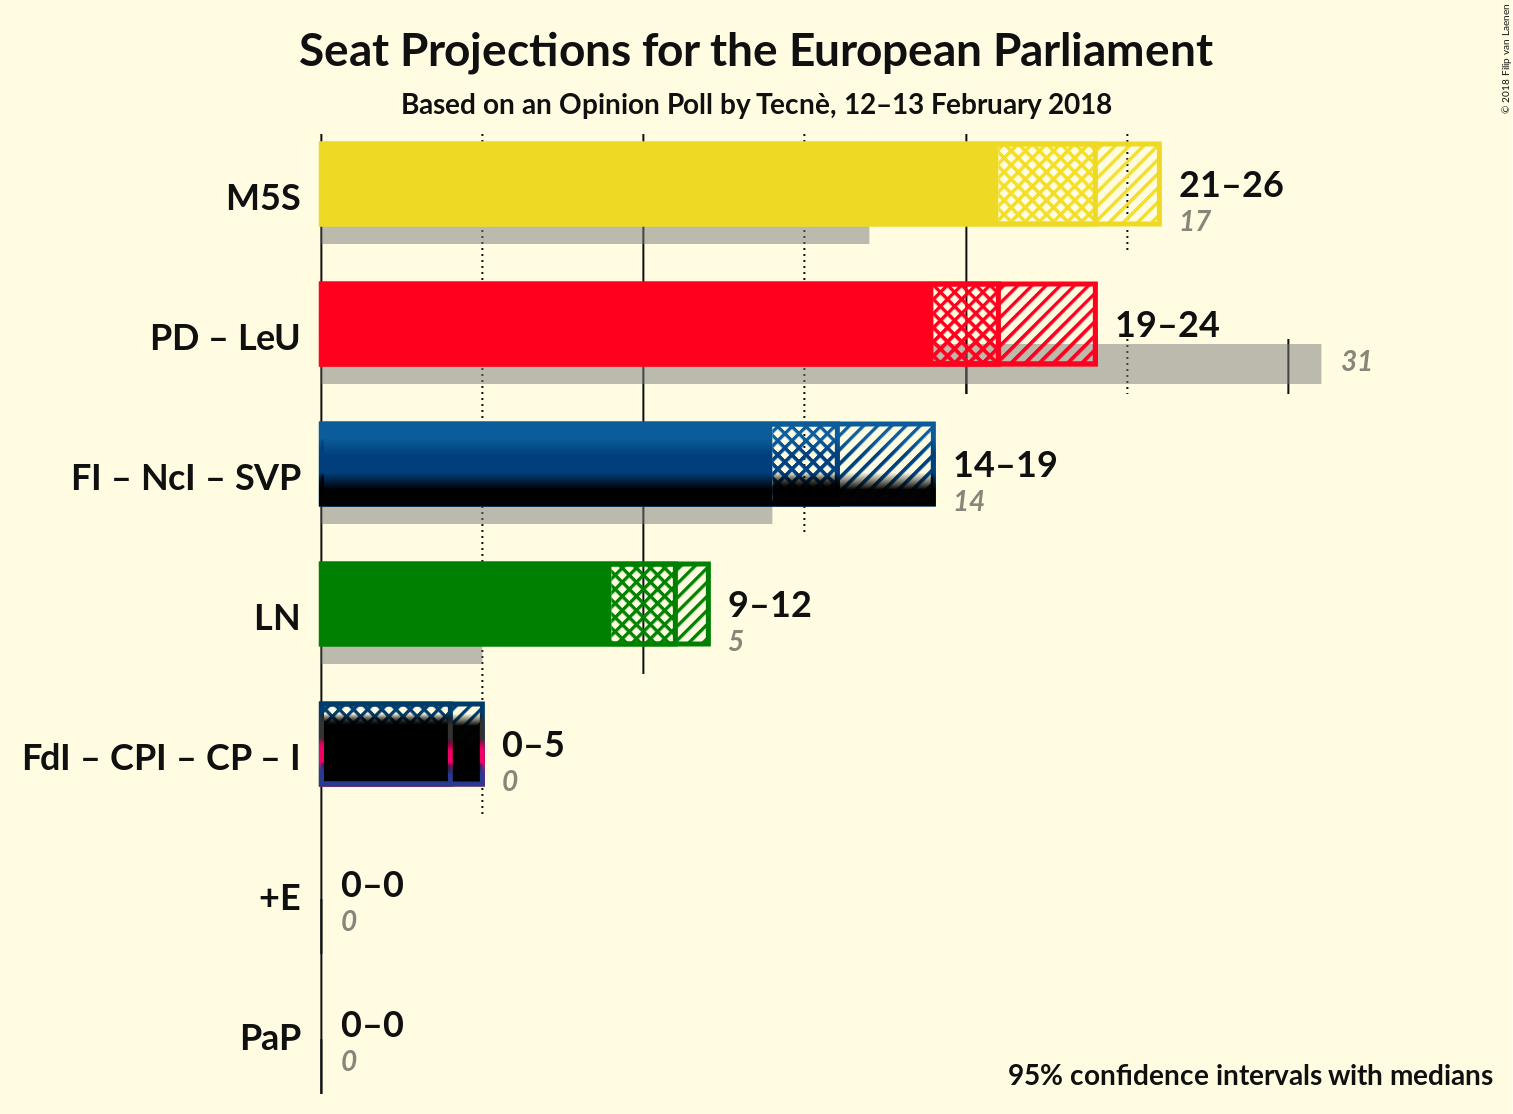 Seat Projections for the European Parliament
Based on an Opinion Poll by Tecnè, 12–13 February 2018
© 2018 Filip van Laenen
M5S
21–26
17
PD – LeU
19–24
31
FI – NcI – SVP
14–19
14
LN
9–12
5
FdI – CPI – CP – I
0–5
0
+E
0–0
0
PaP
0–0
0
95% confidence intervals with medians